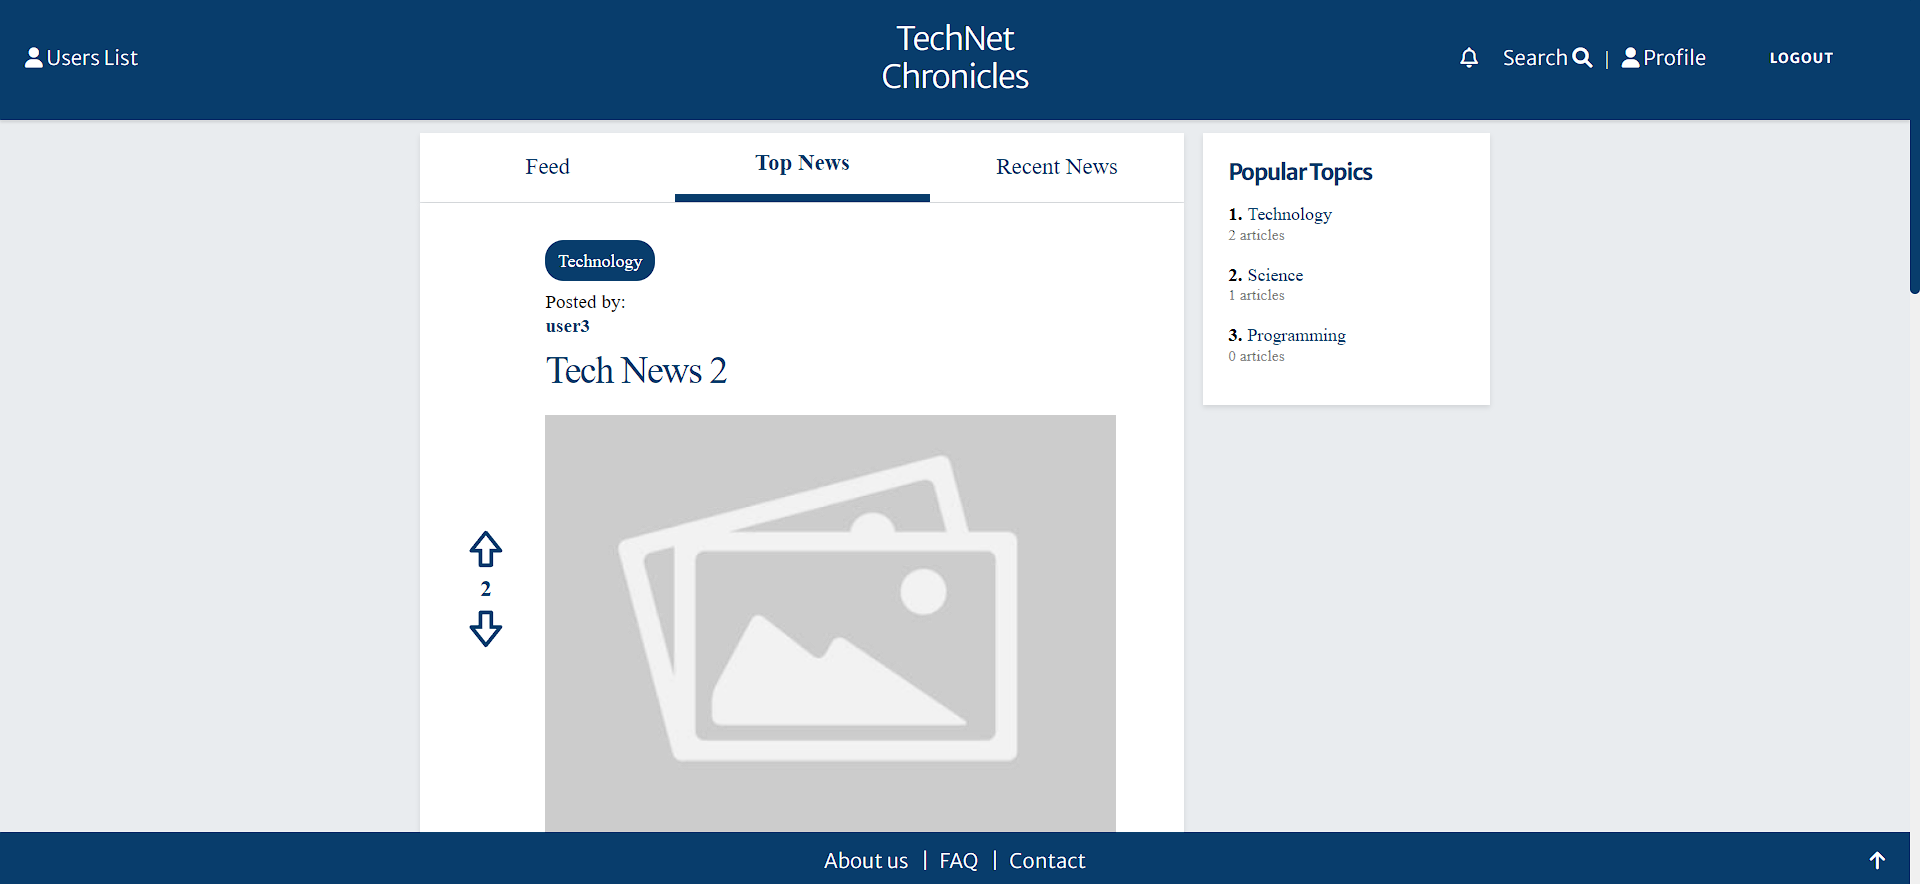 Users List
TechNet
Chronicles
Search | Profile
LOGOUT
Feed
Top News
Recent News
Technology
Posted by:
user3
Tech News 2
2
Popular Topics
1. Technology
2 articles
2. Science
1 articles
3. Programming
0 articles
About us | FAQ | Contact